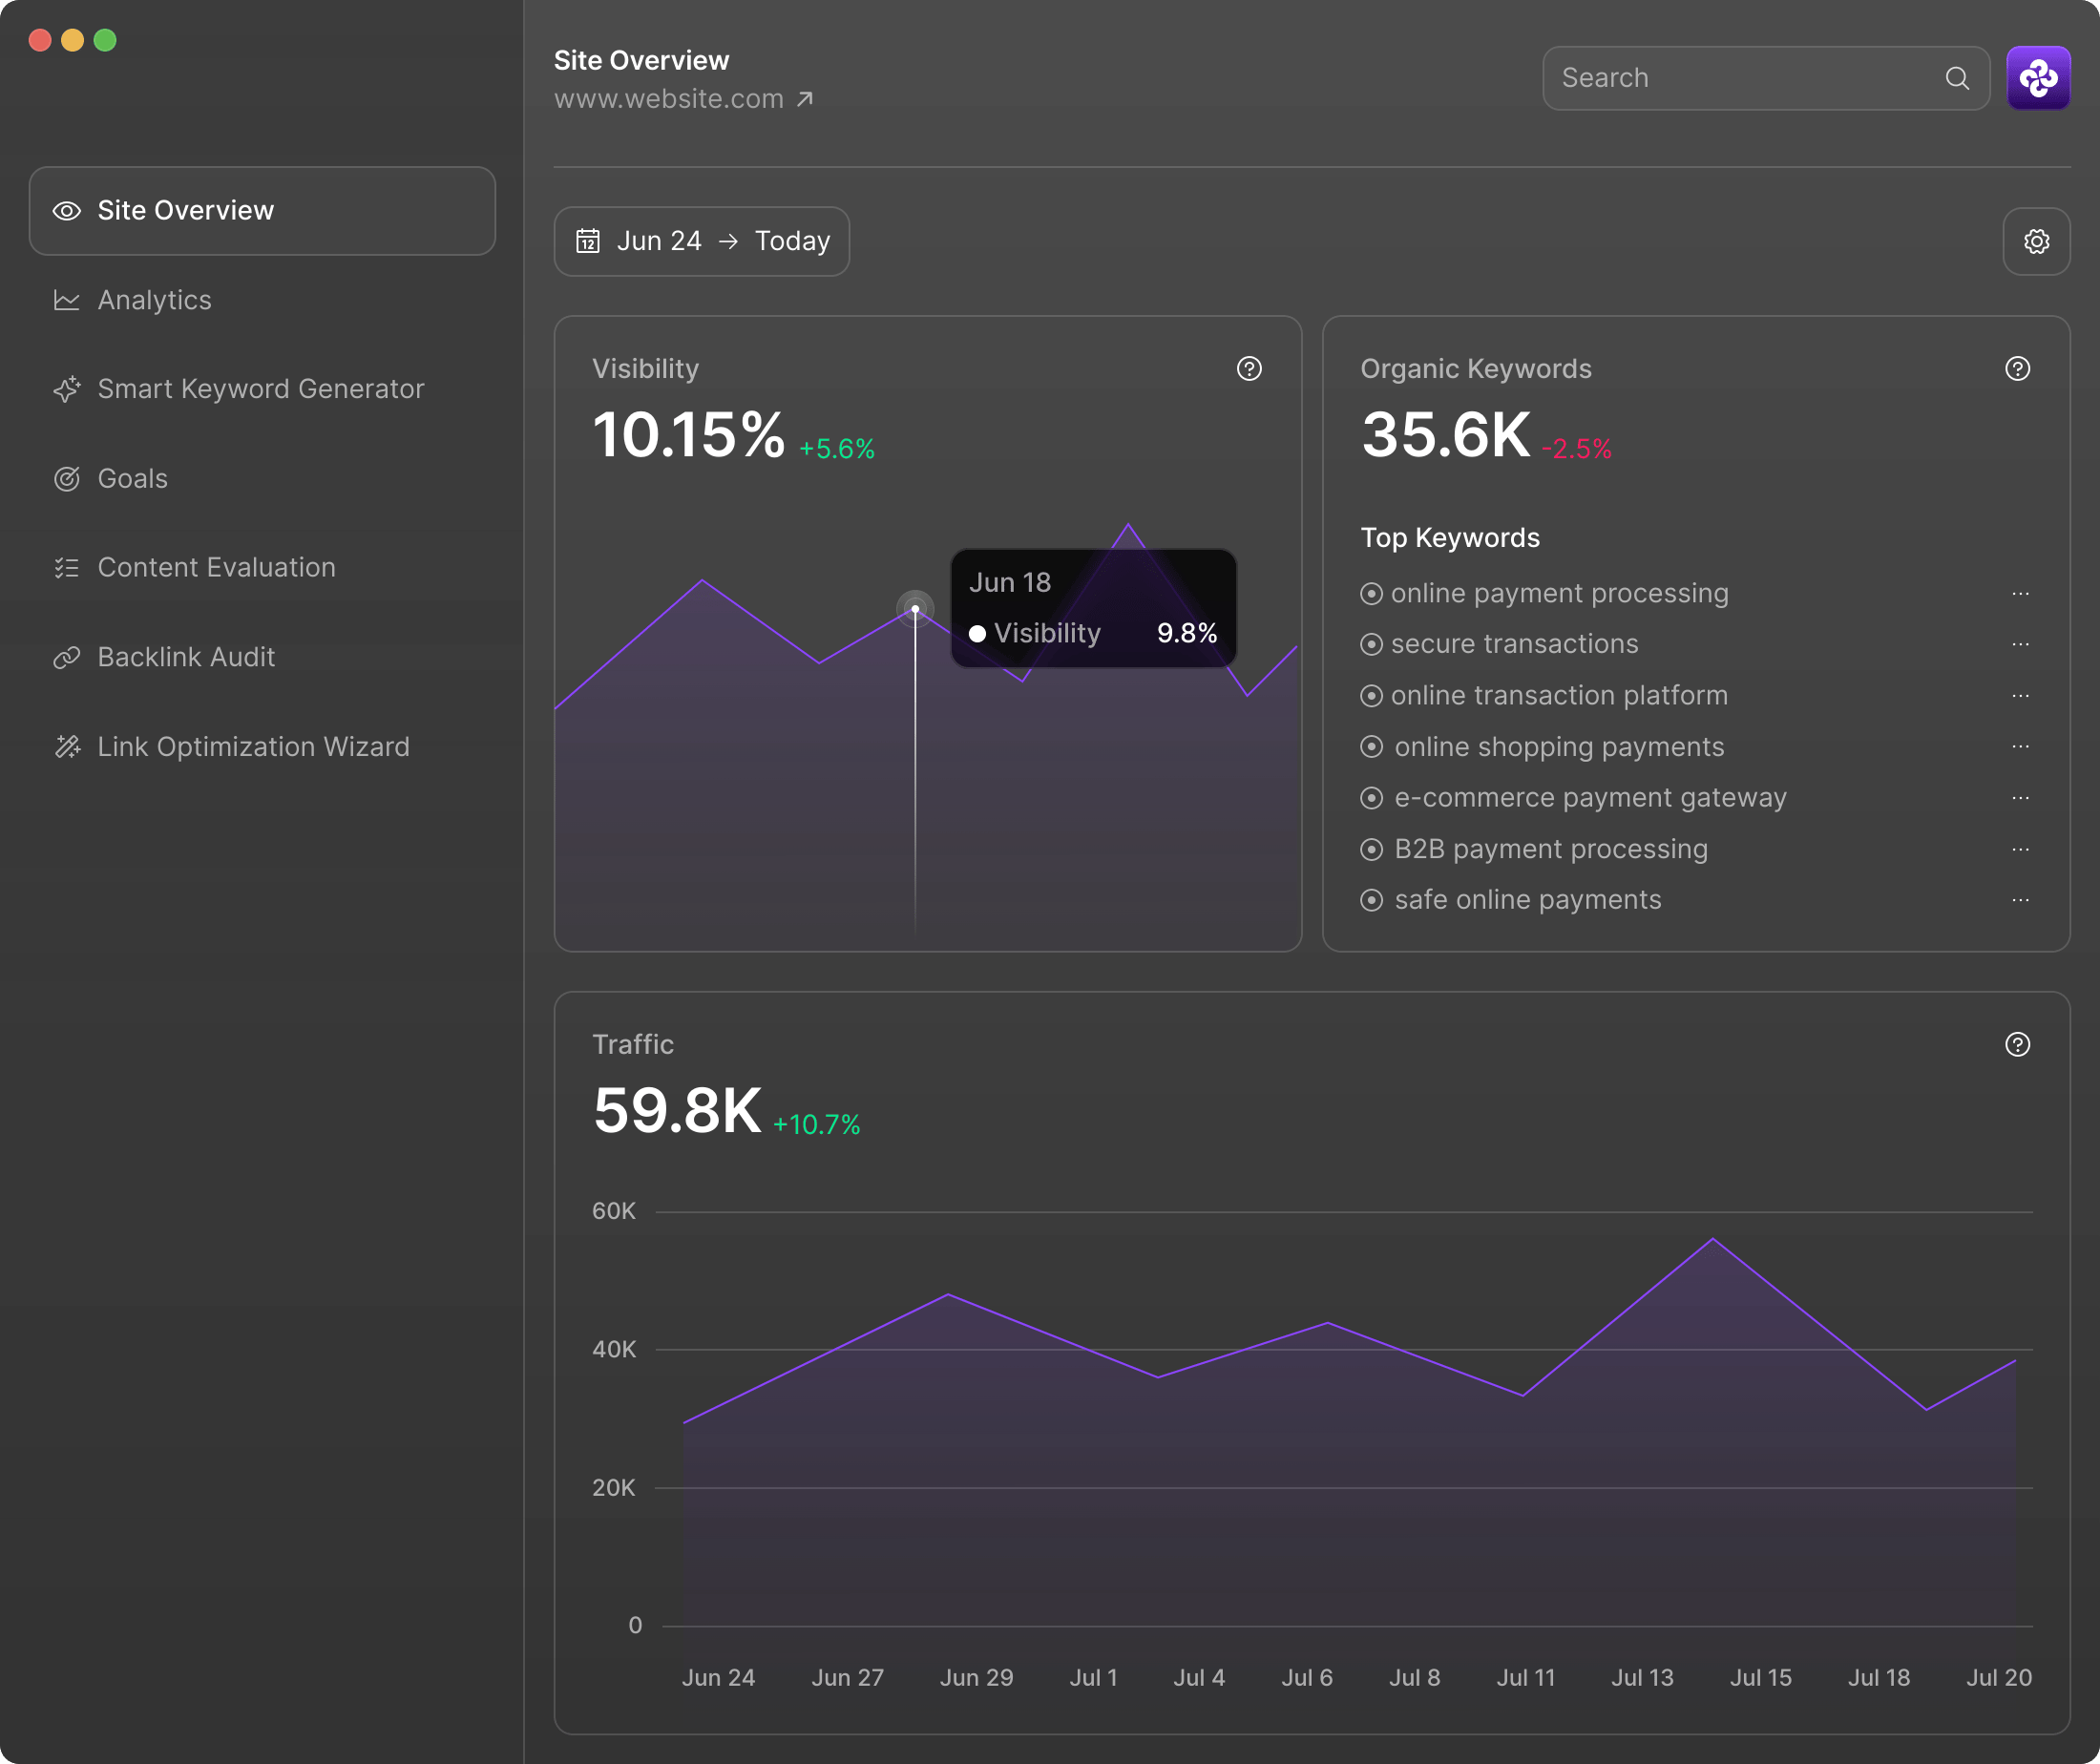 Site Overview
www.website.com
Search
Site Overview
Analytics
Smart Keyword Generator
Goals
Content Evaluation
Backlink Audit
Link Optimization Wizard
12 Jun 24 → Today
Visibility
10.15% +5.6%
Jun 18
Visibility 9.8%
Organic Keywords
35.6K -2.5%
Top Keywords
online payment processing ...
secure transactions ...
online transaction platform ...
online shopping payments ...
e-commerce payment gateway ...
B2B payment processing ...
safe online payments ...
Traffic
59.8K +10.7%
60K
40K
20K
0
Jun 24 Jun 27 Jun 29 Jul 1 Jul 4 Jul 6 Jul 8 Jul 11 Jul 13 Jul 15 Jul 18 Jul 20